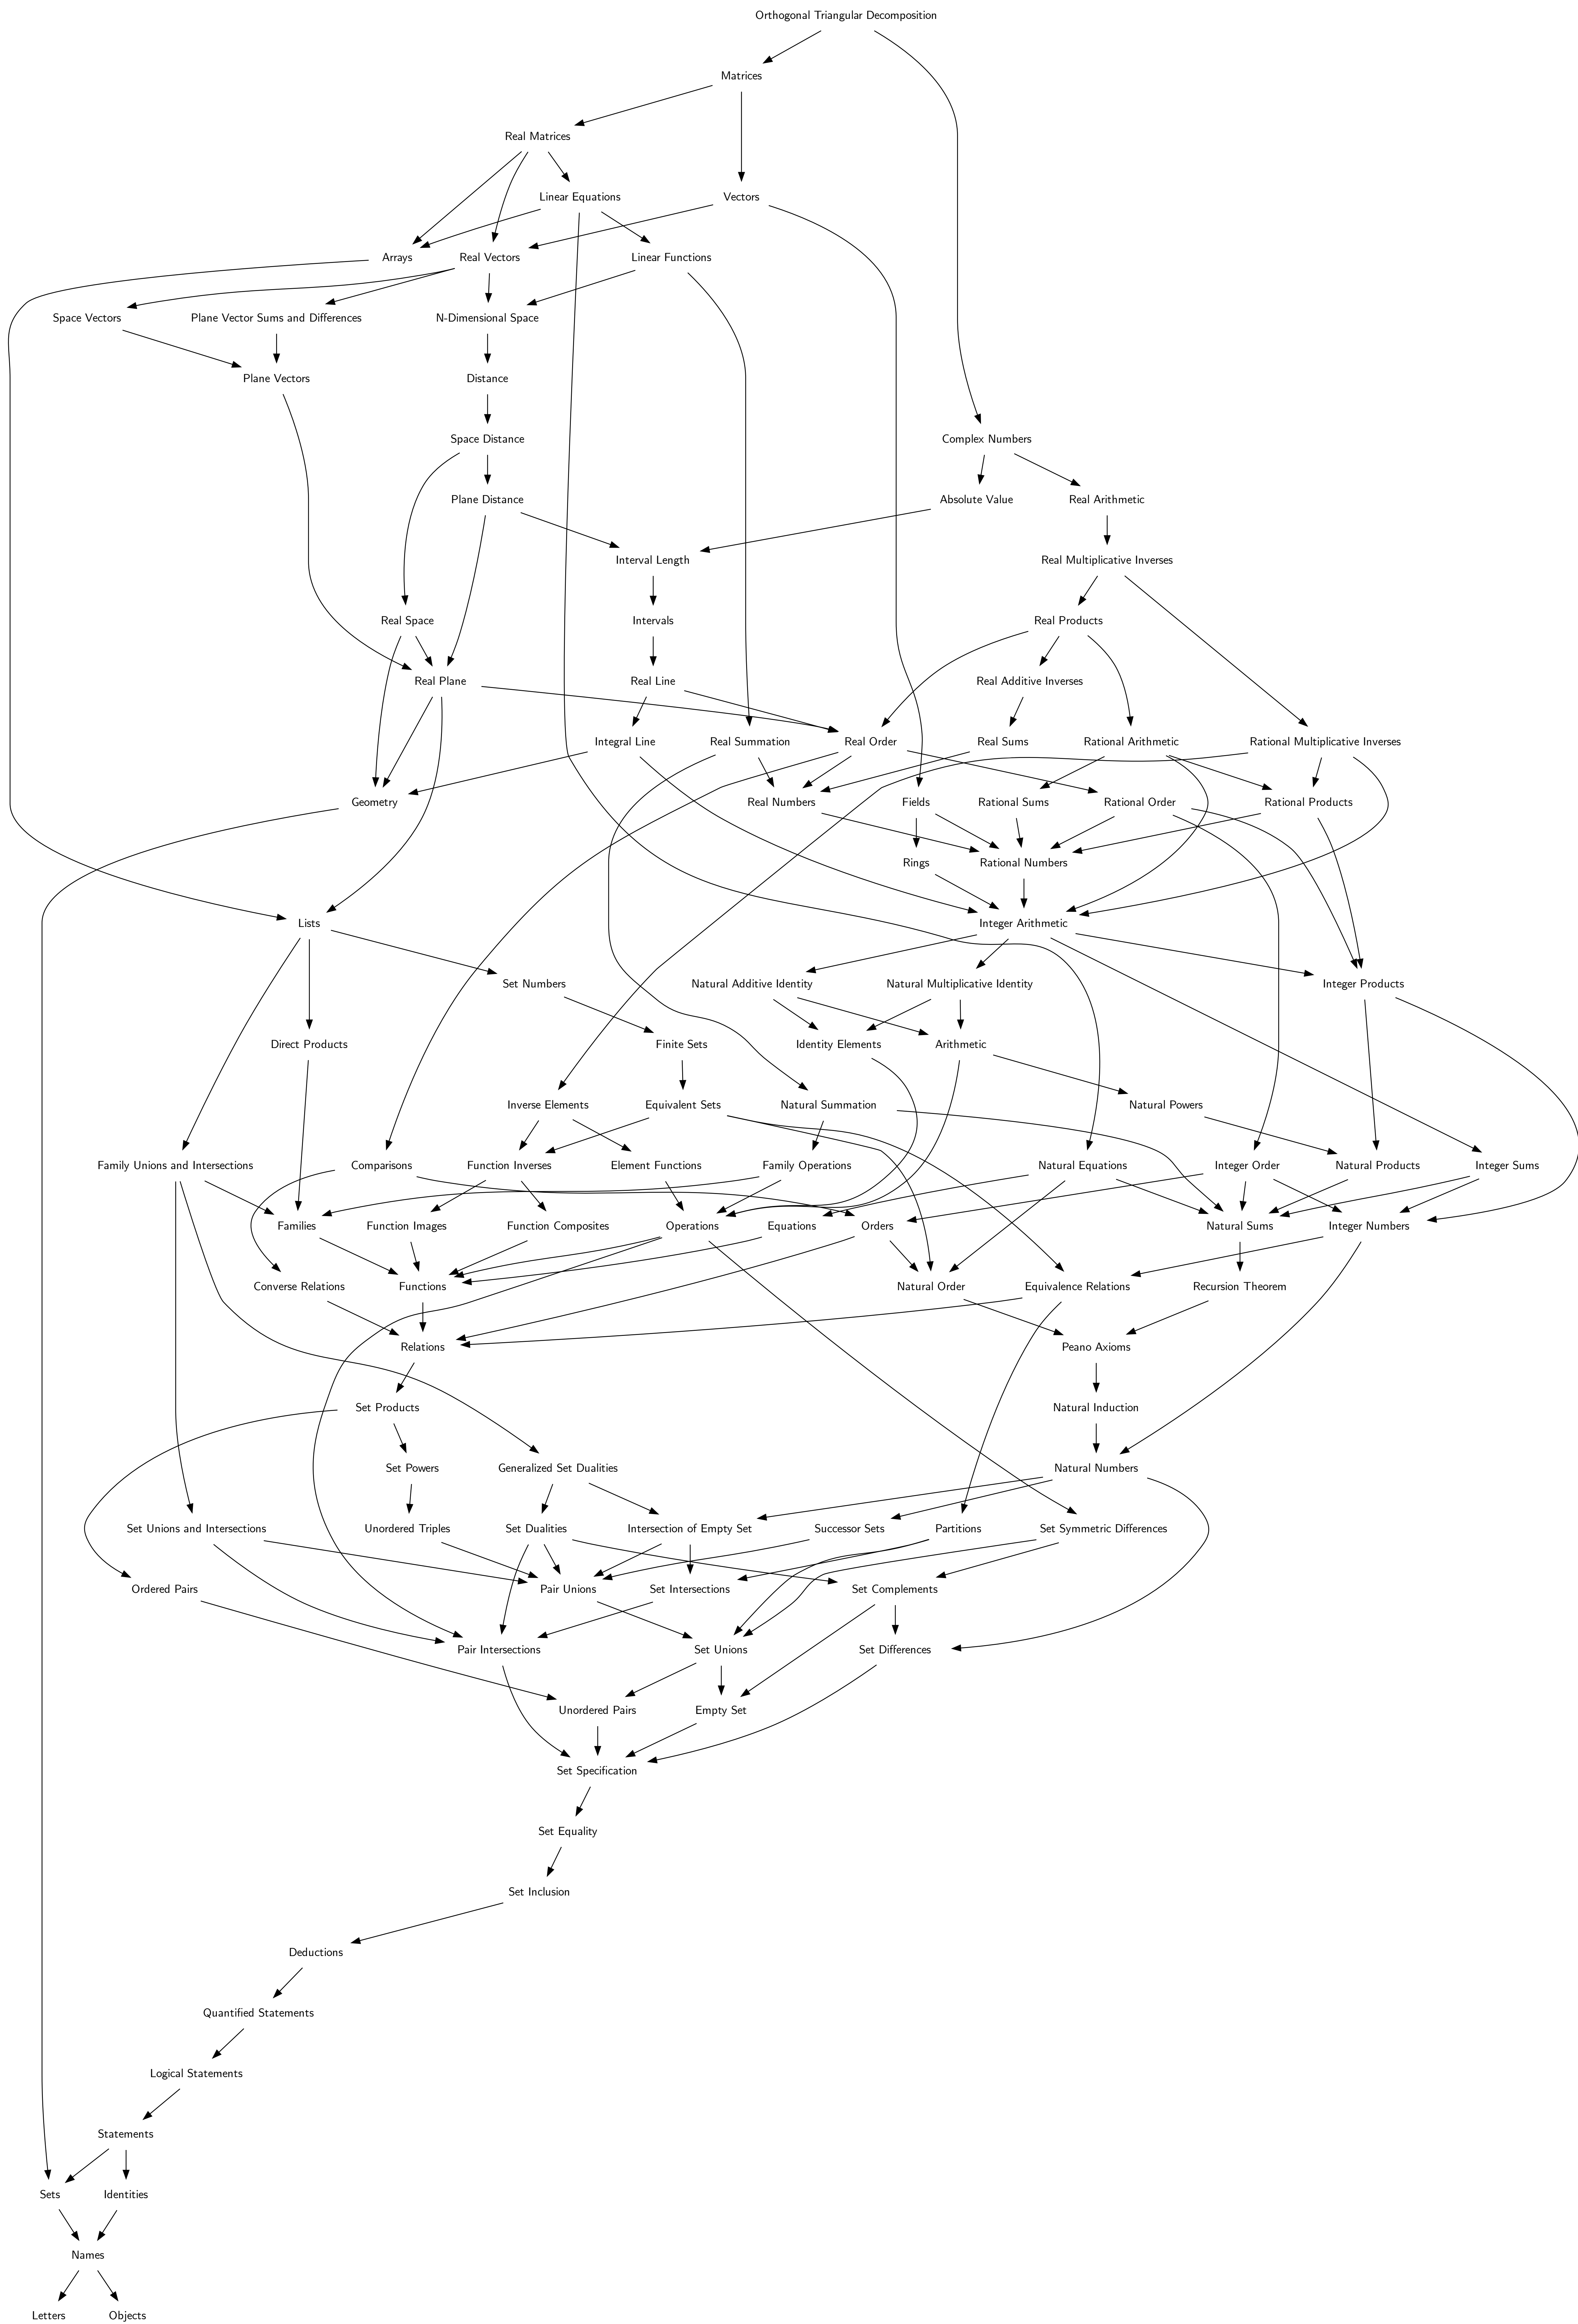 Orthogonal Triangular Decomposition
Matrices
Real Matrices
Linear Equations
Vectors
Arrays
Real Vectors
Linear Functions
Space Vectors
Plane Vector Sums and Differences
N-Dimensional Space
Plane Vectors
Distance
Space Distance
Complex Numbers
Plane Distance
Absolute Value
Real Arithmetic
Interval Length
Real Multiplicative Inverses
Real Space
Intervals
Real Products
Real Plane
Real Line
Real Additive Inverses
Integral Line
Real Summation
Real Order
Real Sums
Rational Arithmetic
Rational Multiplicative Inverses
Geometry
Real Numbers
Fields
Rational Sums
Rational Order
Rational Products
Rings
Rational Numbers
Lists
Integer Arithmetic
Set Numbers
Natural Additive Identity
Natural Multiplicative Identity
Integer Products
Direct Products
Finite Sets
Identity Elements
Arithmetic
Inverse Elements
Equivalent Sets
Natural Summation
Natural Powers
Family Unions and Intersections
Comparisons
Function Inverses
Element Functions
Family Operations
Natural Equations
Integer Order
Natural Products
Integer Sums
Families
Function Images
Function Composites
Operations
Equations
Orders
Natural Sums
Integer Numbers
Converse Relations
Functions
Natural Order
Equivalence Relations
Recursion Theorem
Relations
Peano Axioms
Set Products
Natural Induction
Set Powers
Generalized Set Dualities
Natural Numbers
Set Unions and Intersections
Unordered Triples
Set Dualities
Intersection of Empty Set
Successor Sets
Partitions
Set Symmetric Differences
Ordered Pairs
Pair Unions
Set Intersections
Set Complements
Pair Intersections
Set Unions
Set Differences
Unordered Pairs
Empty Set
Set Specification
Set Equality
Set Inclusion
Deductions
Quantified Statements
Logical Statements
Statements
Sets
Identities
Names
Letters
Objects